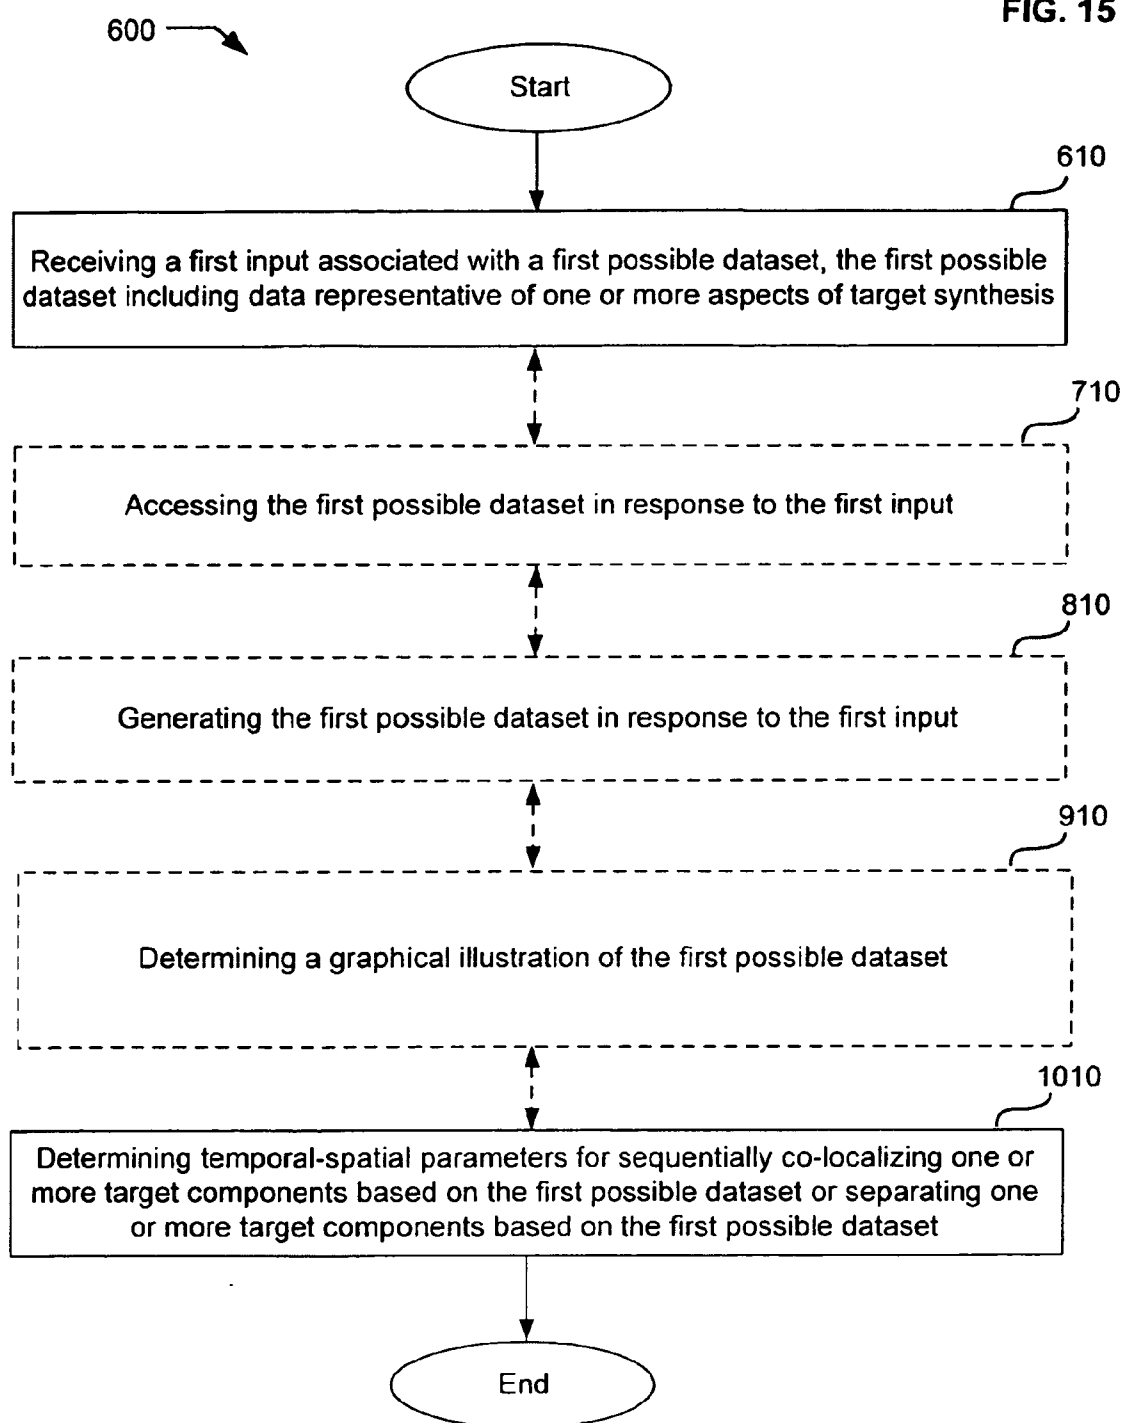 FIG. 15
600
Start
610
Receiving a first input associated with a first possible dataset, the first possible
dataset including data representative of one or more aspects of target synthesis
710
Accessing the first possible dataset in response to the first input
810
Generating the first possible dataset in response to the first input
910
Determining a graphical illustration of the first possible dataset
1010
Determining temporal-spatial parameters for sequentially co-localizing one or
more target components based on the first possible dataset or separating one
or more target components based on the first possible dataset
End